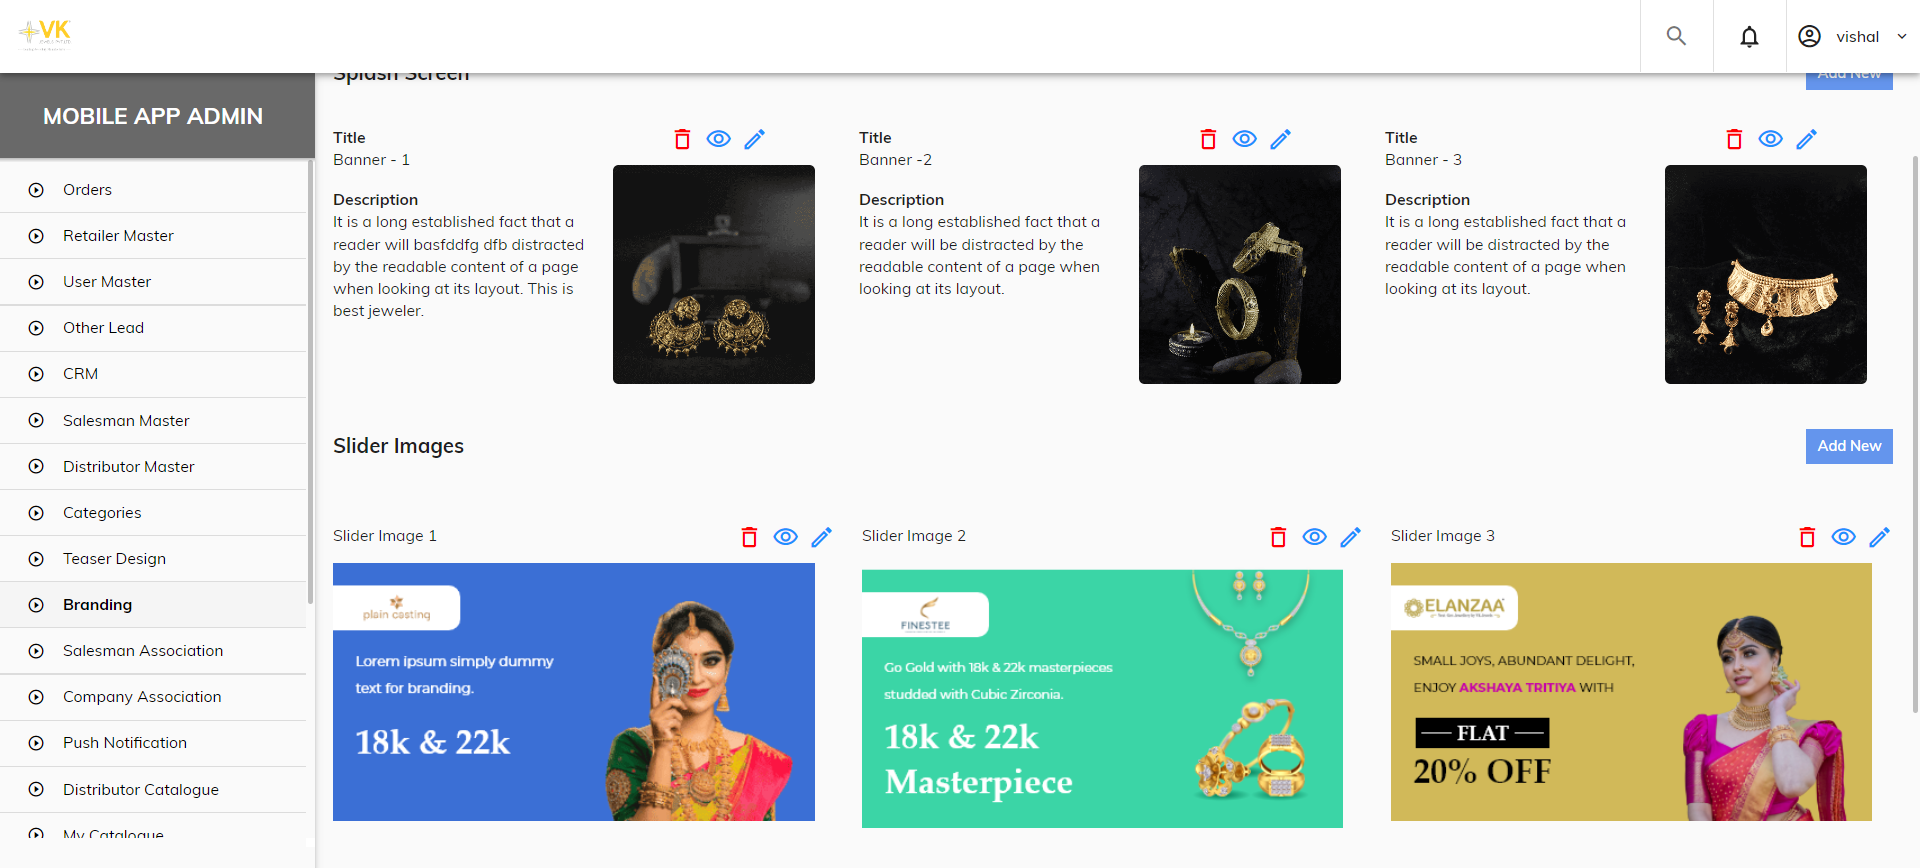 VK
vishal
Splash Screen
Add New
MOBILE APP ADMIN
Orders
Retailer Master
User Master
Other Lead
CRM
Salesman Master
Distributor Master
Categories
Teaser Design
Branding
Salesman Association
Company Association
Push Notification
Distributor Catalogue
My Catalogue
Title
Banner - 1
Description
It is a long established fact that a
reader will basfddfg dfb distracted
by the readable content of a page
when looking at its layout. This is
best jeweler.
Title
Banner -2
Description
It is a long established fact that a
reader will be distracted by the
readable content of a page when
looking at its layout.
Title
Banner - 3
Description
It is a long established fact that a
reader will be distracted by the
readable content of a page when
looking at its layout.
Slider Images
Add New
Slider Image 1
plain casting
Lorem ipsum simply dummy
text for branding.
18k & 22k
Slider Image 2
FINESTEE
Go Gold with 18k & 22k masterpieces
studded with Cubic Zirconia.
18k & 22k
Masterpiece
Slider Image 3
ELANZAA
SMALL JOYS, ABUNDANT DELIGHT,
ENJOY AKSHAYA TRITIYA WITH
FLAT
20% OFF